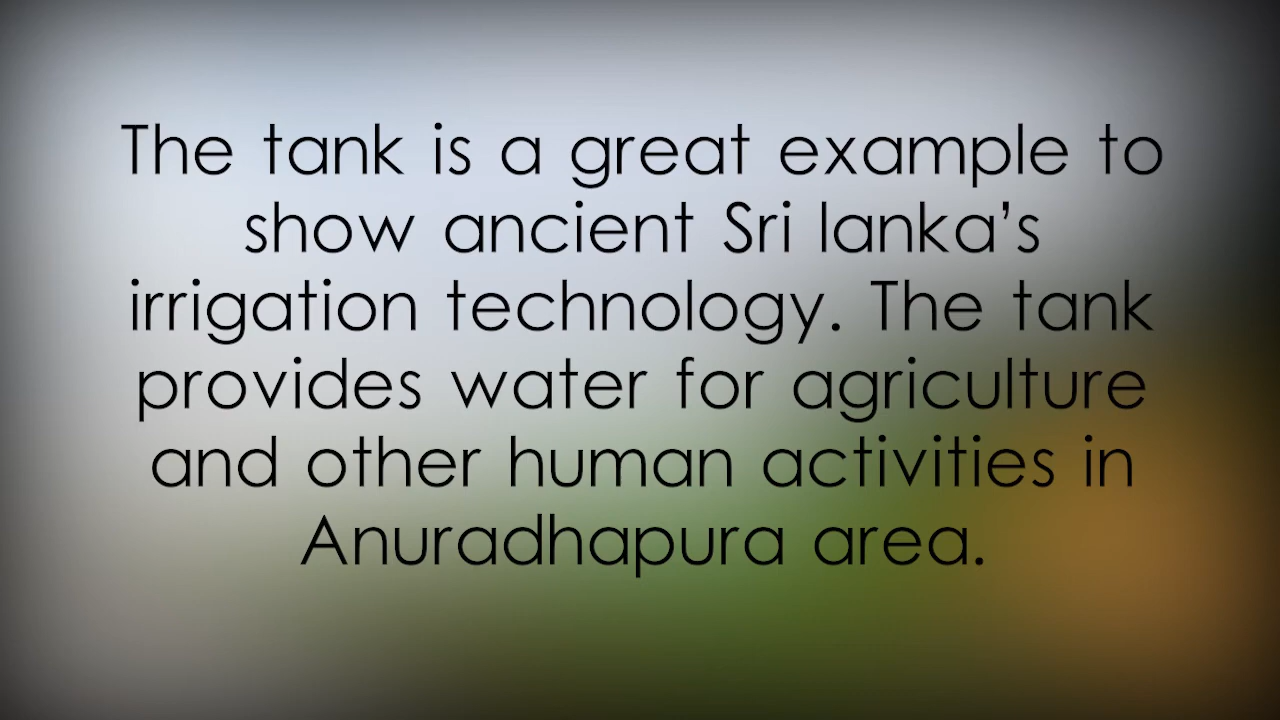 The tank is a great example to
show ancient Sri lanka's
irrigation technology. The tank
provides water for agriculture
and other human activities in
Anuradhapura area.